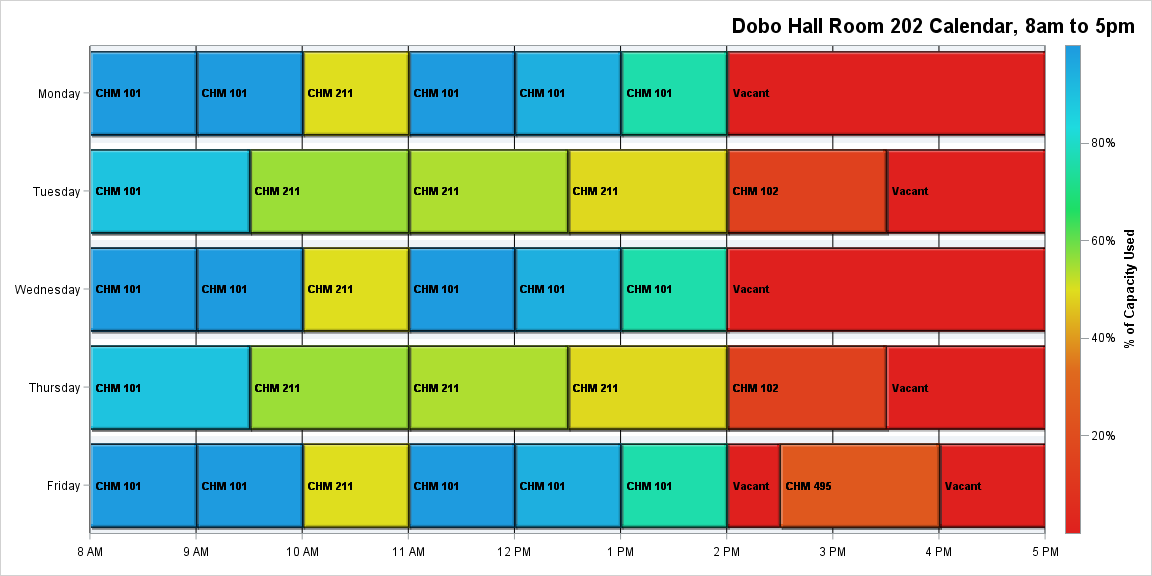 Dobo Hall Room 202 Calendar, 8am to 5pm
Monday
CHM 101
CHM 101
CHM 211
CHM 101
CHM 101
CHM 101
Vacant
Tuesday
CHM 101
CHM 211
CHM 211
CHM 211
CHM 102
Vacant
Wednesday
CHM 101
CHM 101
CHM 211
CHM 101
CHM 101
CHM 101
Vacant
Thursday
CHM 101
CHM 211
CHM 211
CHM 211
CHM 102
Vacant
Friday
CHM 101
CHM 101
CHM 211
CHM 101
CHM 101
CHM 101
Vacant
CHM 495
Vacant
8 AM
9 AM
10 AM
11 AM
12 PM
1 PM
2 PM
3 PM
4 PM
5 PM
80%
60%
40%
20%
% of Capacity Used